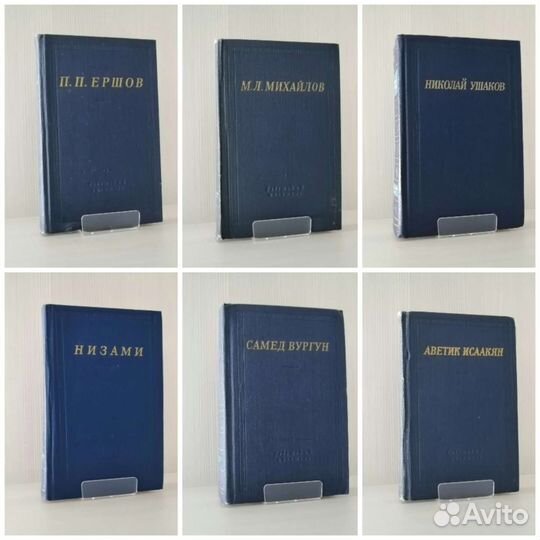 П.П.ЕРШОВ
М.Л.МИХАЙЛОВ
НИКОЛАЙ УШАКОВ
НИЗАМИ
САМЕД ВУРГУН
АВЕТИК ИСААКЯН
Avito